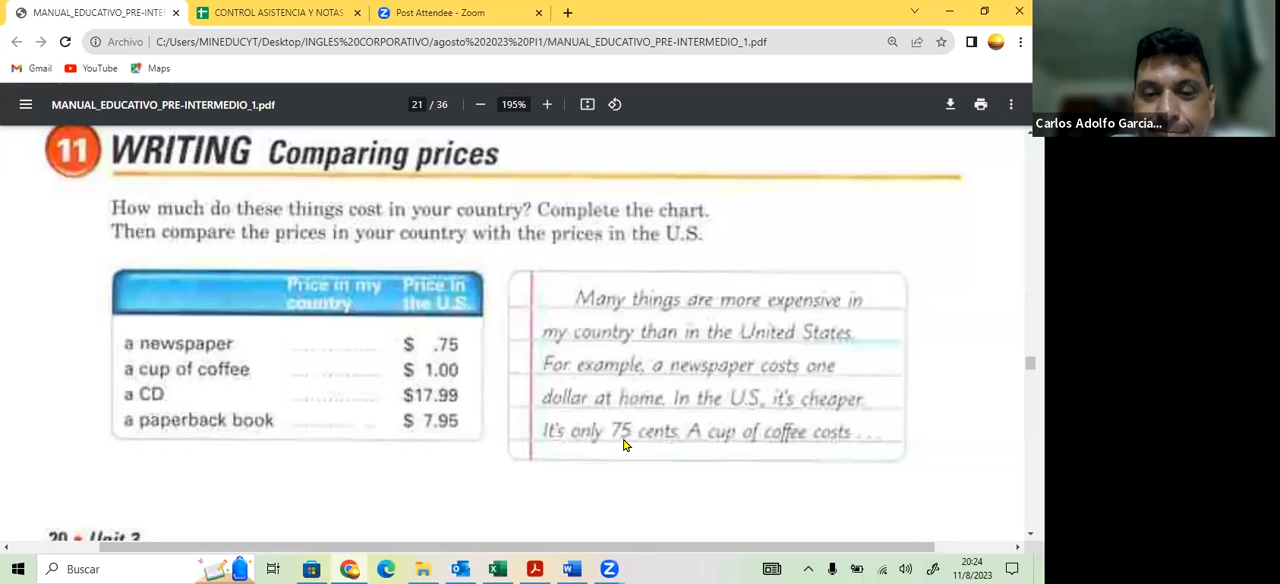 MANUAL_EDUCATIVO_PRE-INTE
CONTROL ASISTENCIA Y NOTAS
Post Attendee - Zoom
Archivo
C:/Users/MINEDUCYT/Desktop/INGLES%20CORPORATIVO/agosto%202023%20PI1/MANUAL_EDUCATIVO_PRE-INTERMEDIO_1.pdf
Gmail
YouTube
Maps
MANUAL_EDUCATIVO_PRE-INTERMEDIO_1.pdf
21 / 36
195%
Carlos Adolfo Garcia...
11 WRITING Comparing prices
How much do these things cost in your country? Complete the chart.
Then compare the prices in your country with the prices in the U.S.
Price in my country
Price in the U.S.
a newspaper $ .75
a cup of coffee $ 1.00
a CD $17.99
a paperback book $ 7.95
Many things are more expensive in
my country than in the United States.
For example, a newspaper costs one
dollar at home. In the U.S., it's cheaper.
It's only 75 cents. A cup of coffee costs ...
20 • Unit 3
Buscar
20:24
11/8/2023